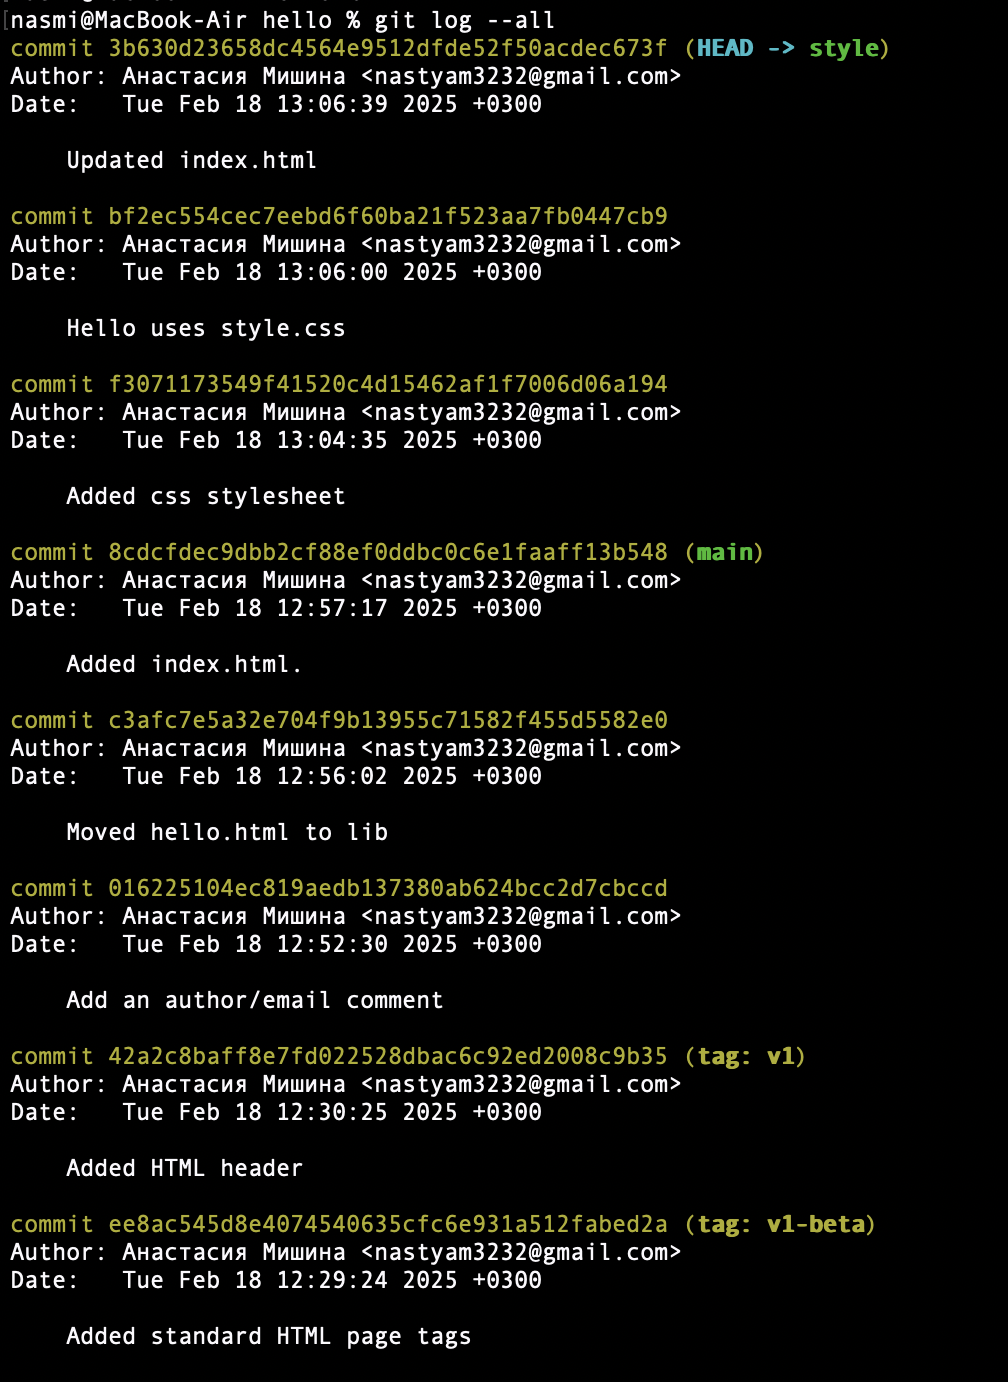 nasmi@MacBook-Air hello % git log --all
commit 3b630d23658dc4564e9512dfde52f50acdec673f (HEAD -> style)
Author: Анастасия Мишина <nastyam3232@gmail.com>
Date:   Tue Feb 18 13:06:39 2025 +0300
Updated index.html
commit bf2ec554cec7eebd6f60ba21f523aa7fb0447cb9
Author: Анастасия Мишина <nastyam3232@gmail.com>
Date:   Tue Feb 18 13:06:00 2025 +0300
Hello uses style.css
commit f3071173549f41520c4d15462af1f7006d06a194
Author: Анастасия Мишина <nastyam3232@gmail.com>
Date:   Tue Feb 18 13:04:35 2025 +0300
Added css stylesheet
commit 8cdcfdec9dbb2cf88ef0ddbc0c6e1faaff13b548 (main)
Author: Анастасия Мишина <nastyam3232@gmail.com>
Date:   Tue Feb 18 12:57:17 2025 +0300
Added index.html.
commit c3afc7e5a32e704f9b13955c71582f455d5582e0
Author: Анастасия Мишина <nastyam3232@gmail.com>
Date:   Tue Feb 18 12:56:02 2025 +0300
Moved hello.html to lib
commit 016225104ec819aedb137380ab624bcc2d7cbccd
Author: Анастасия Мишина <nastyam3232@gmail.com>
Date:   Tue Feb 18 12:52:30 2025 +0300
Add an author/email comment
commit 42a2c8baff8e7fd022528dbac6c92ed2008c9b35 (tag: v1)
Author: Анастасия Мишина <nastyam3232@gmail.com>
Date:   Tue Feb 18 12:30:25 2025 +0300
Added HTML header
commit ee8ac545d8e4074540635cfc6e931a512fabed2a (tag: v1-beta)
Author: Анастасия Мишина <nastyam3232@gmail.com>
Date:   Tue Feb 18 12:29:24 2025 +0300
Added standard HTML page tags